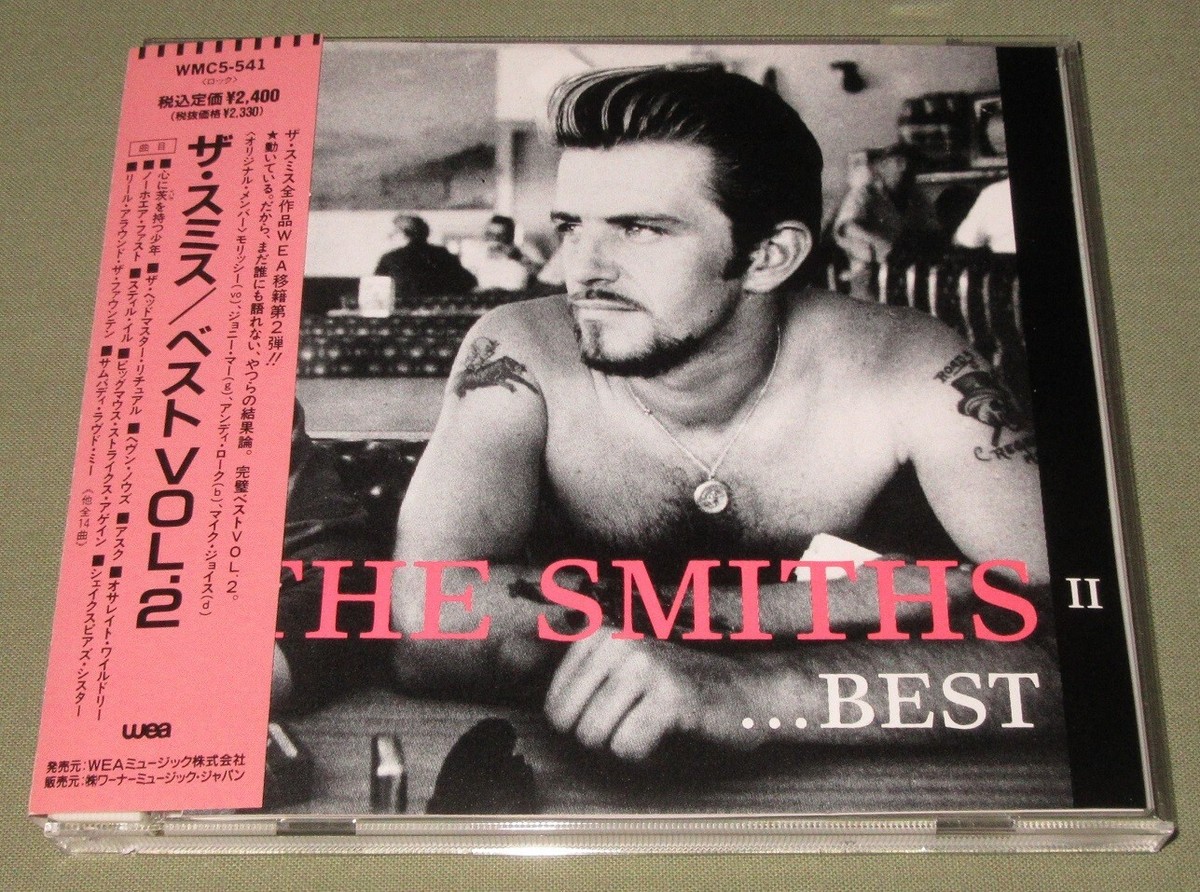 WMC5-541
〈ロック〉
税込定価¥2,400
(税抜価格¥2,330)
ザ・スミス全作品WEA移籍第2弾!!
★動いている。だから、まだ誰にも語れない、やつらの結果論。完璧ベストVOL.2。
〈オリジナル・メンバー〉モリッシー(vo)、ジョニー・マー(g)、アンディ・ローク(b)、マイク・ジョイス(d)
ザ・スミス/ベストVOL.2
曲目
■心に茨を持つ少年 ■ザ・ヘッドマスター・リチュアル ■ヘヴン・ノウズ ■アスク ■オサレイト・ワイルドリー
■ノーホエア・ファスト ■スティル・イル ■ビッグマウス・ストライクス・アゲイン ■シェイクスピアズ・シスター
■リール・アラウンド・ザ・ファウンテン ■サムバディ・ラヴド・ミー 《他全14曲》
wea
発売元:WEAミュージック株式会社
販売元:㈱ワーナーミュージック・ジャパン
THE SMITHS
II
...BEST